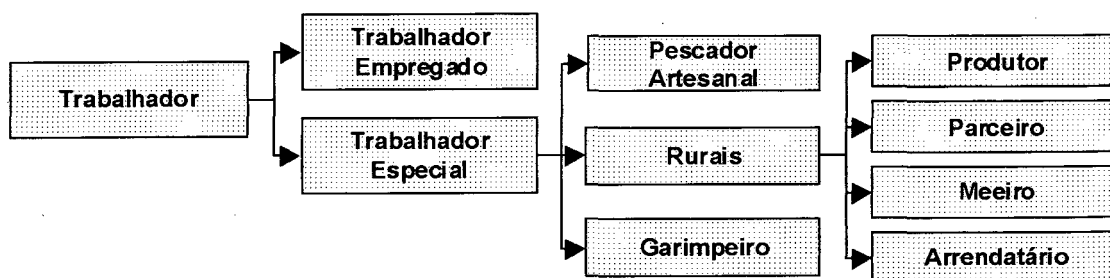 Trabalhador
Trabalhador
Empregado
Trabalhador
Especial
Pescador
Artesanal
Rurais
Garimpeiro
Produtor
Parceiro
Meeiro
Arrendatário